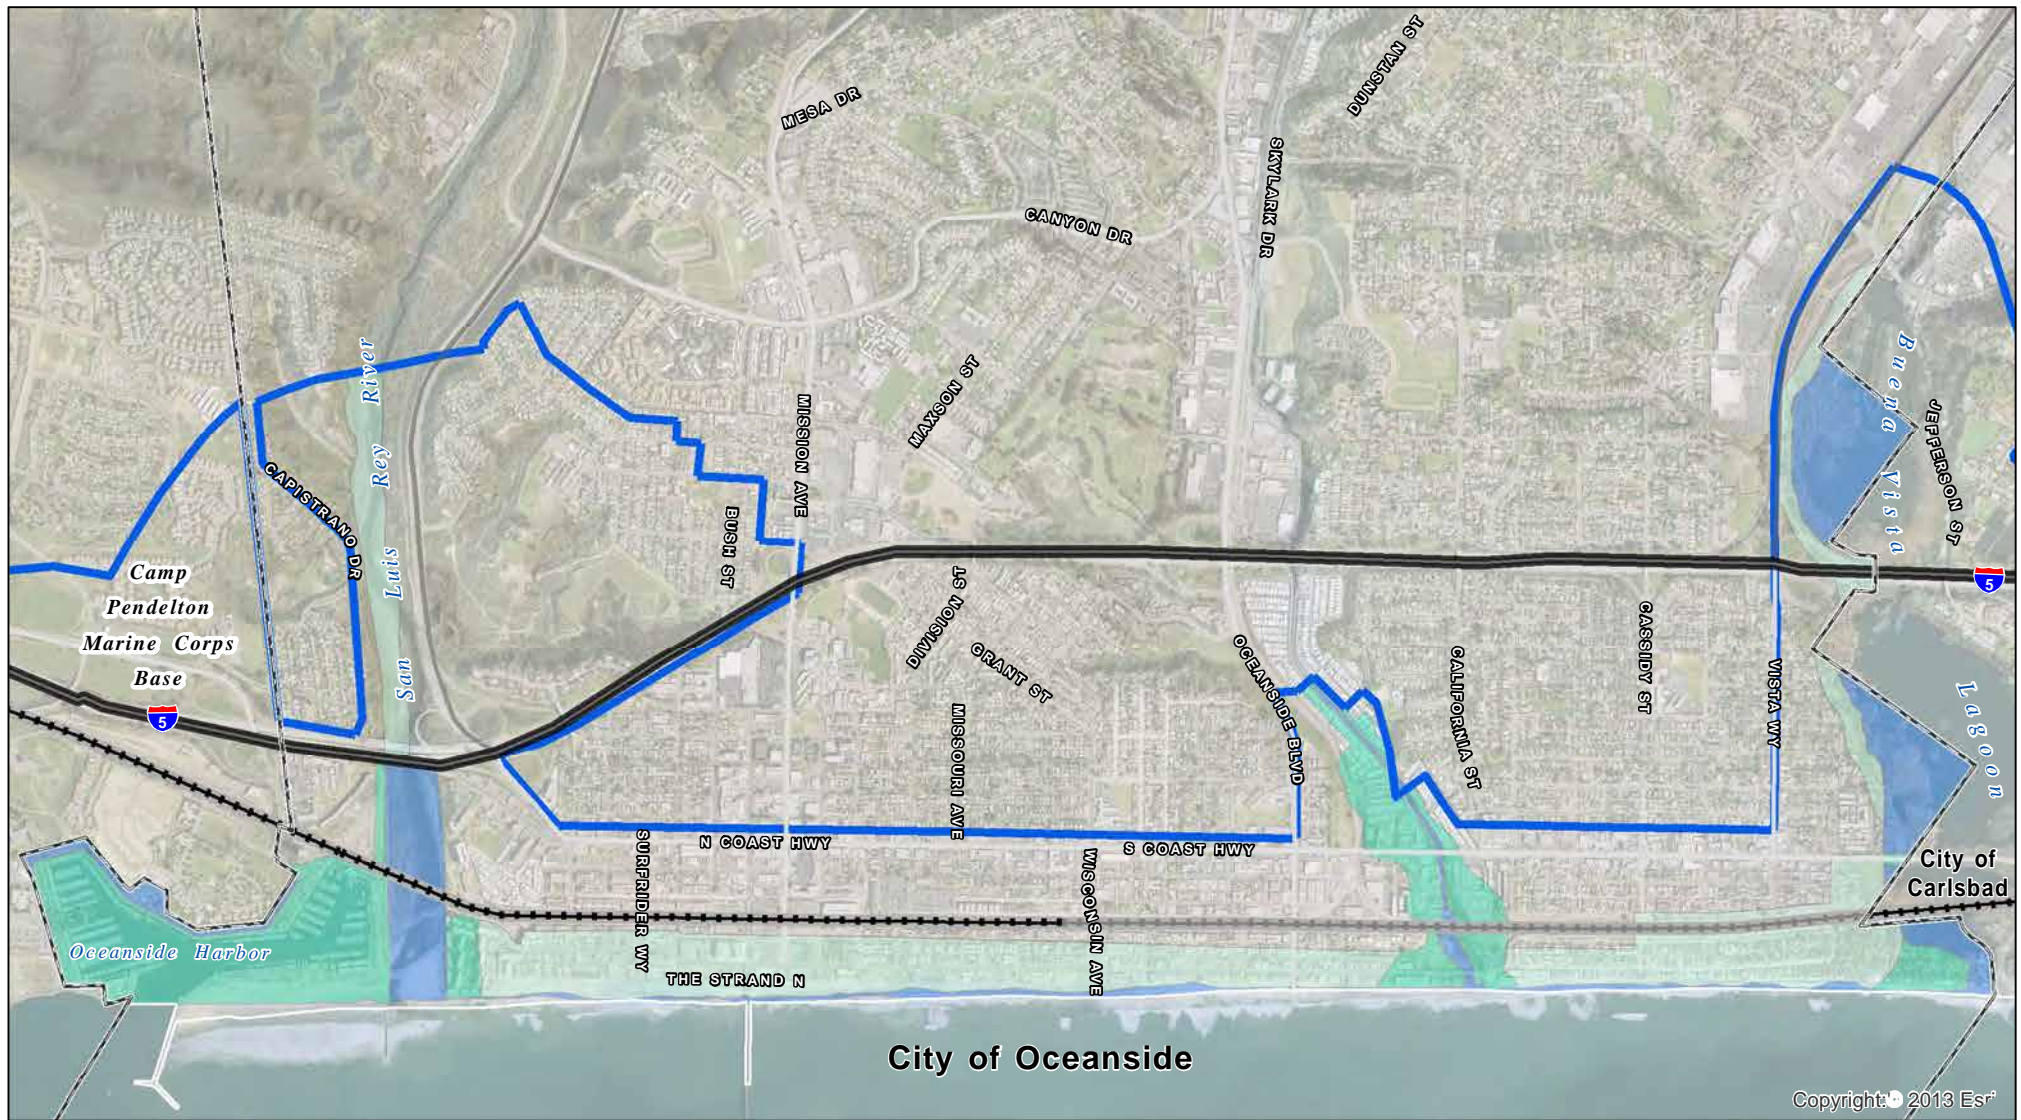 DUNSTAN ST
MESA DR
SKYLARK DR
CANYON DR
San Luis Rey River
Buena Vista
Lagoon
MAXSON ST
MISSION AVE
JEFFERSON ST
CAPISTRANO DR
BUSH ST
Camp
Pendelton
Marine Corps
Base
5
5
DIVISION ST
GRANT ST
CASSIDY ST
OCEANSIDE BLVD
CALIFORNIA ST
VISTA WY
MISSOURI AVE
N COAST HWY
S COAST HWY
SURFRIDER WY
WISCONSIN AVE
City of
Carlsbad
Oceanside Harbor
THE STRAND N
City of Oceanside
Copyright:© 2013 Esri